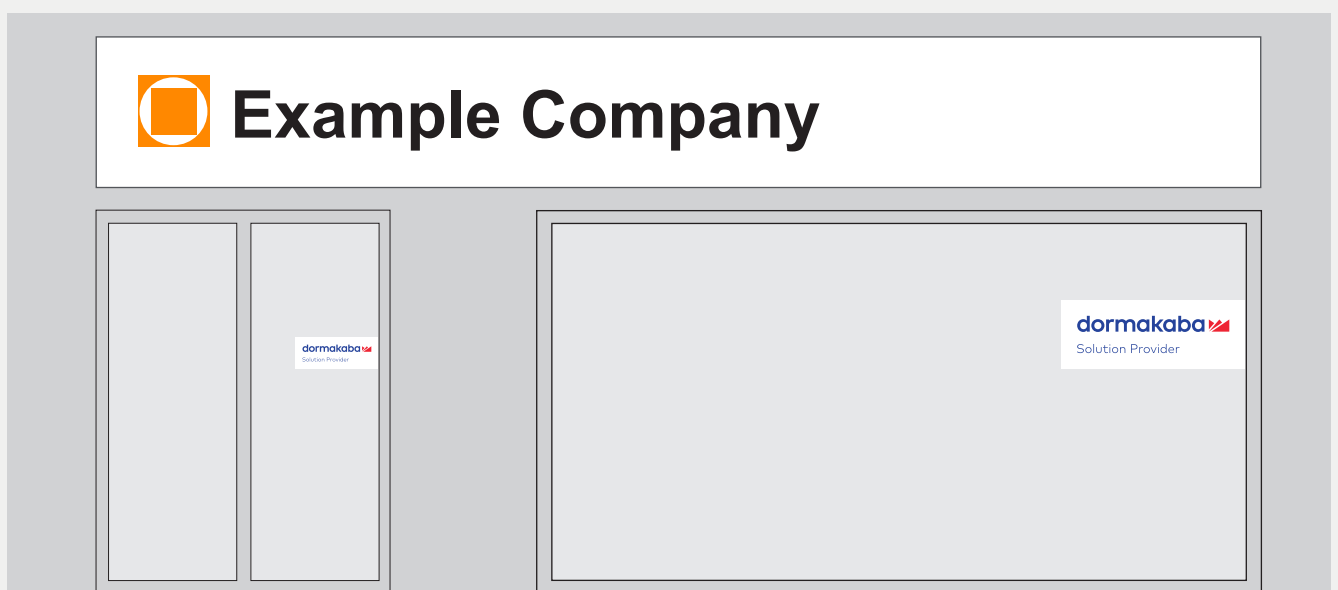 Example Company
dormakaba
Solution Provider
dormakaba
Solution Provider